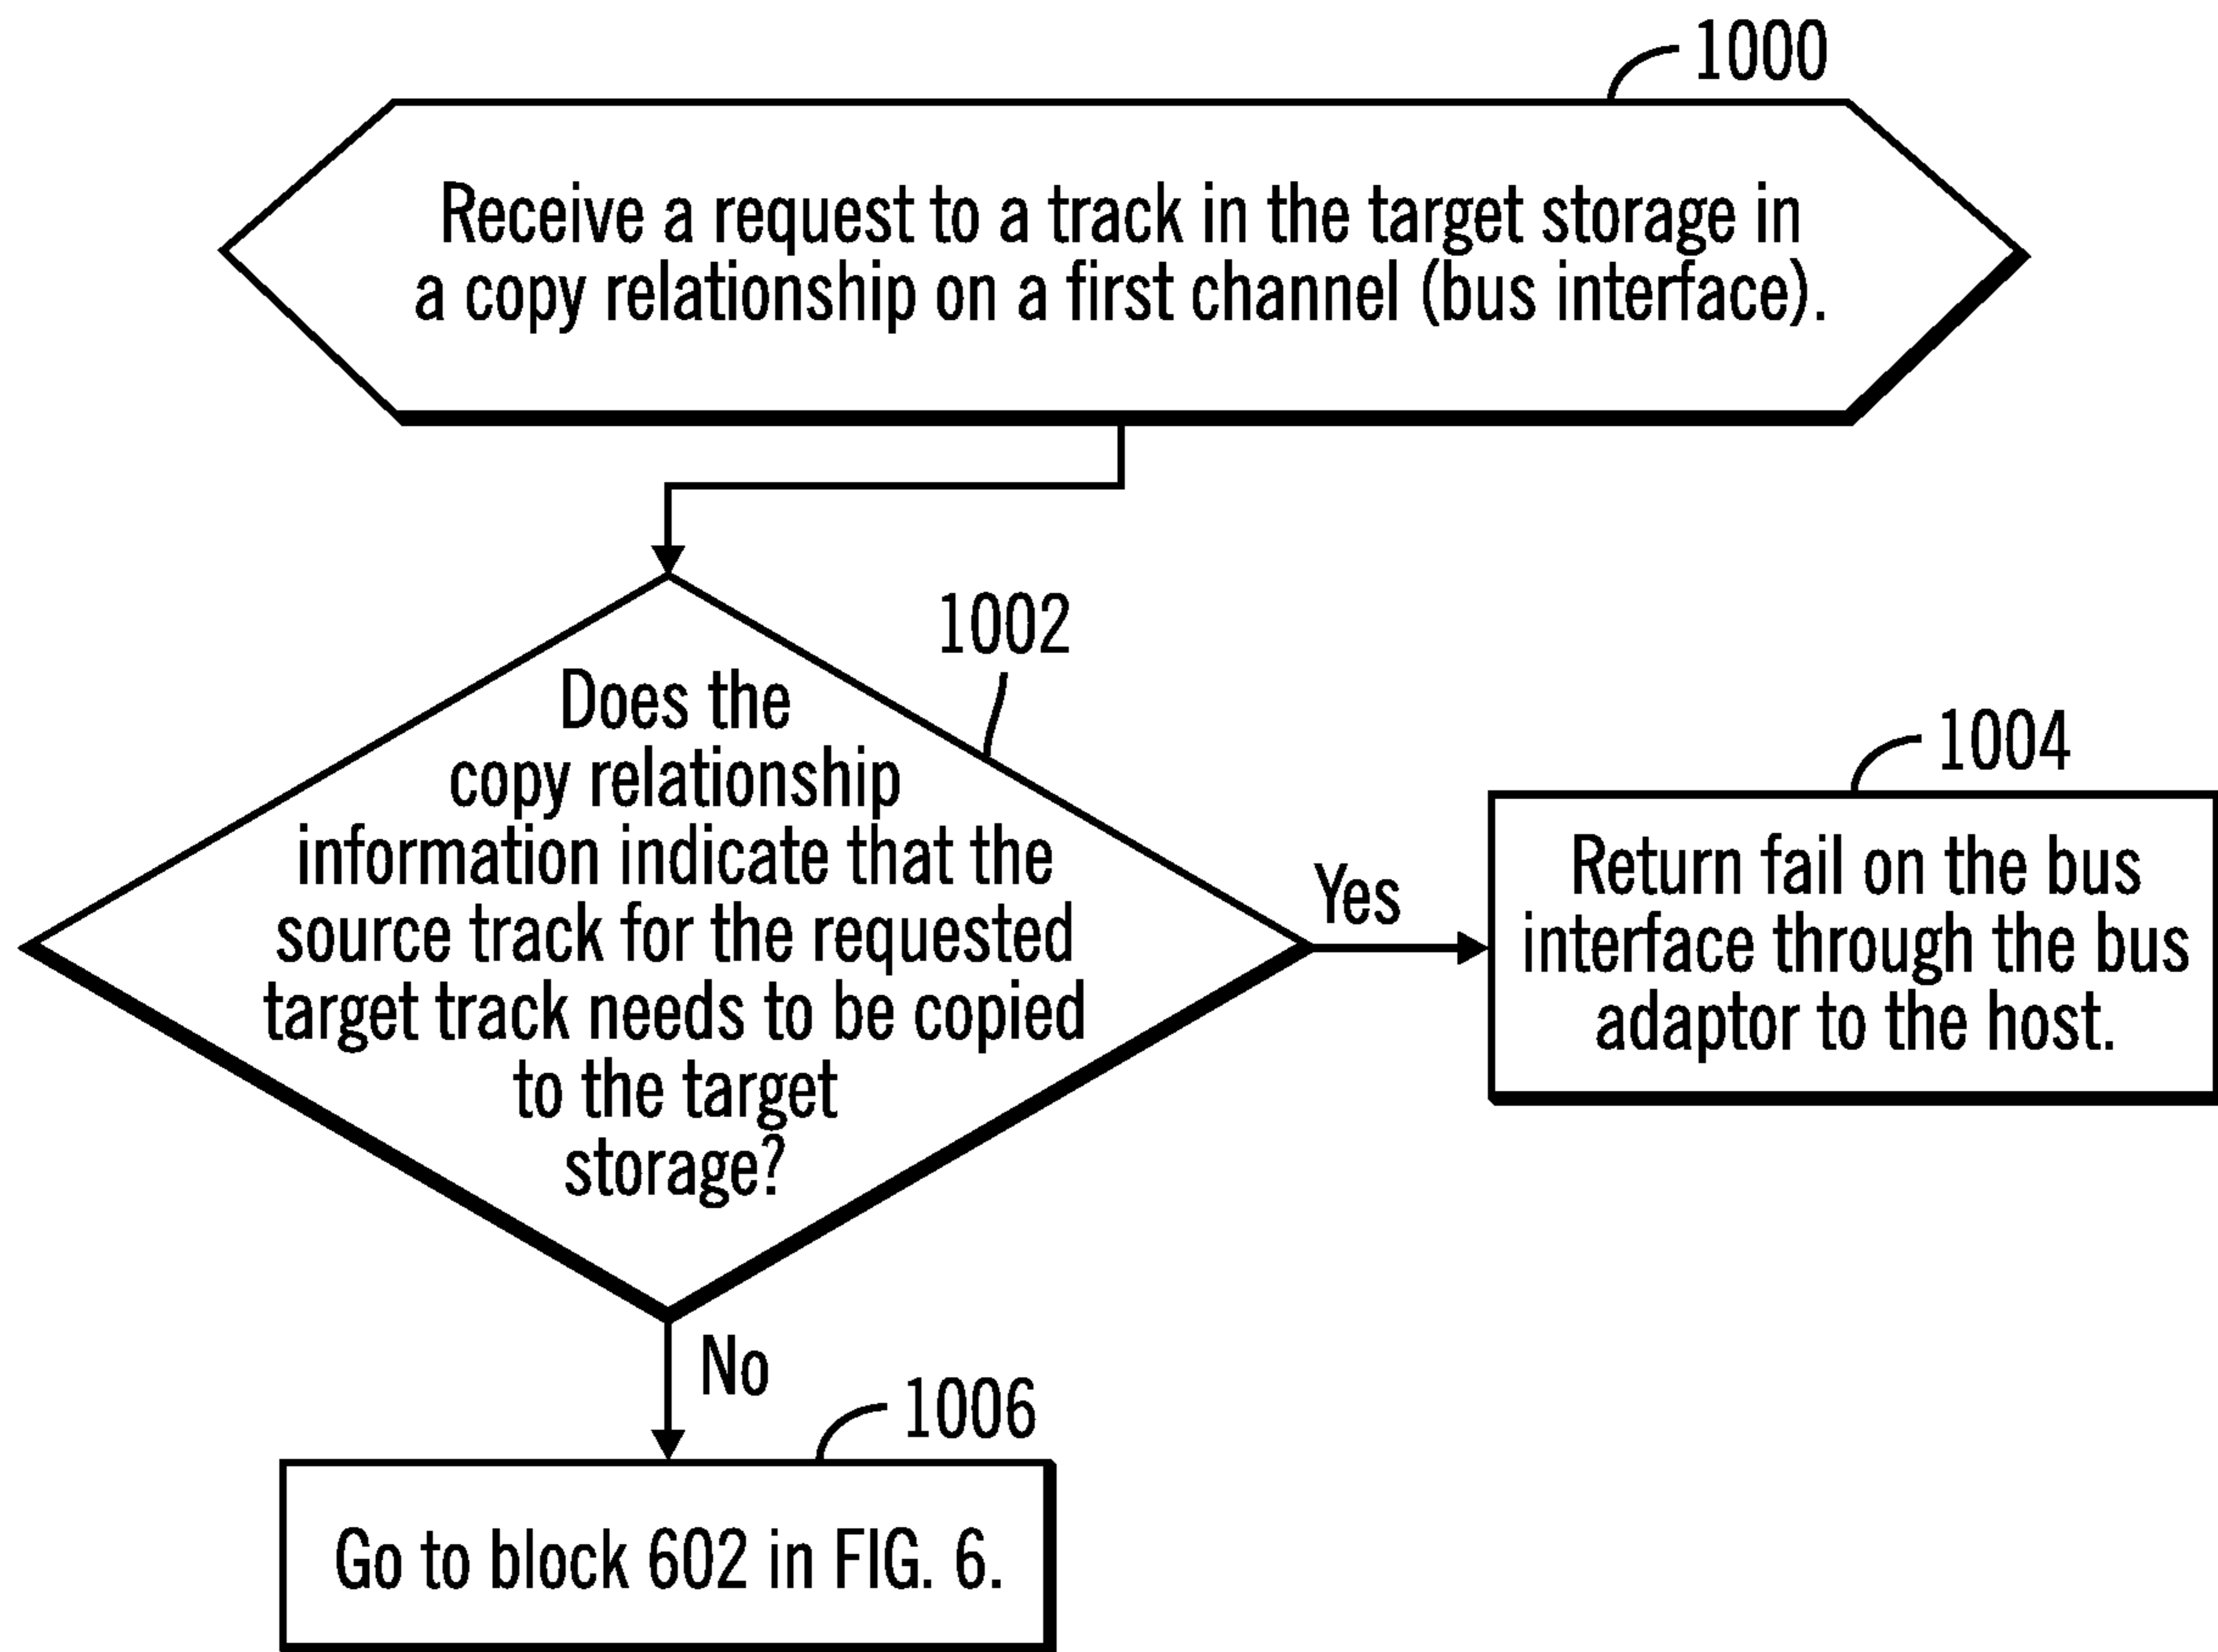 1000
Receive a request to a track in the target storage in
a copy relationship on a first channel (bus interface).
1002
Does the
copy relationship
information indicate that the
source track for the requested
target track needs to be copied
to the target
storage?
Yes
1004
Return fail on the bus
interface through the bus
adaptor to the host.
No
1006
Go to block 602 in FIG. 6.